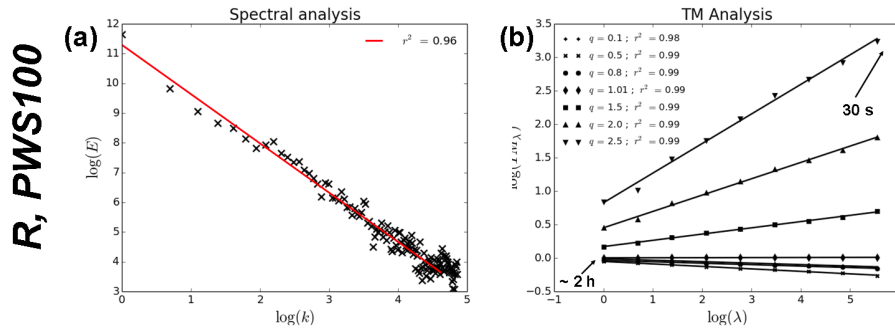 R, PWS100
(a)
Spectral analysis
r² = 0.96
log(E)
12
11
10
9
8
7
6
5
4
3
0
1
2
3
4
5
log(k)
(b)
TM Analysis
q = 0.1 ; r² = 0.98
q = 0.5 ; r² = 0.99
q = 0.8 ; r² = 0.99
q = 1.01 ; r² = 0.99
q = 1.5 ; r² = 0.99
q = 2.0 ; r² = 0.99
q = 2.5 ; r² = 0.99
30 s
~ 2 h
3.5
3.0
2.5
2.0
1.5
1.0
0.5
0.0
−0.5
−1
0
1
2
3
4
5
log(λ)